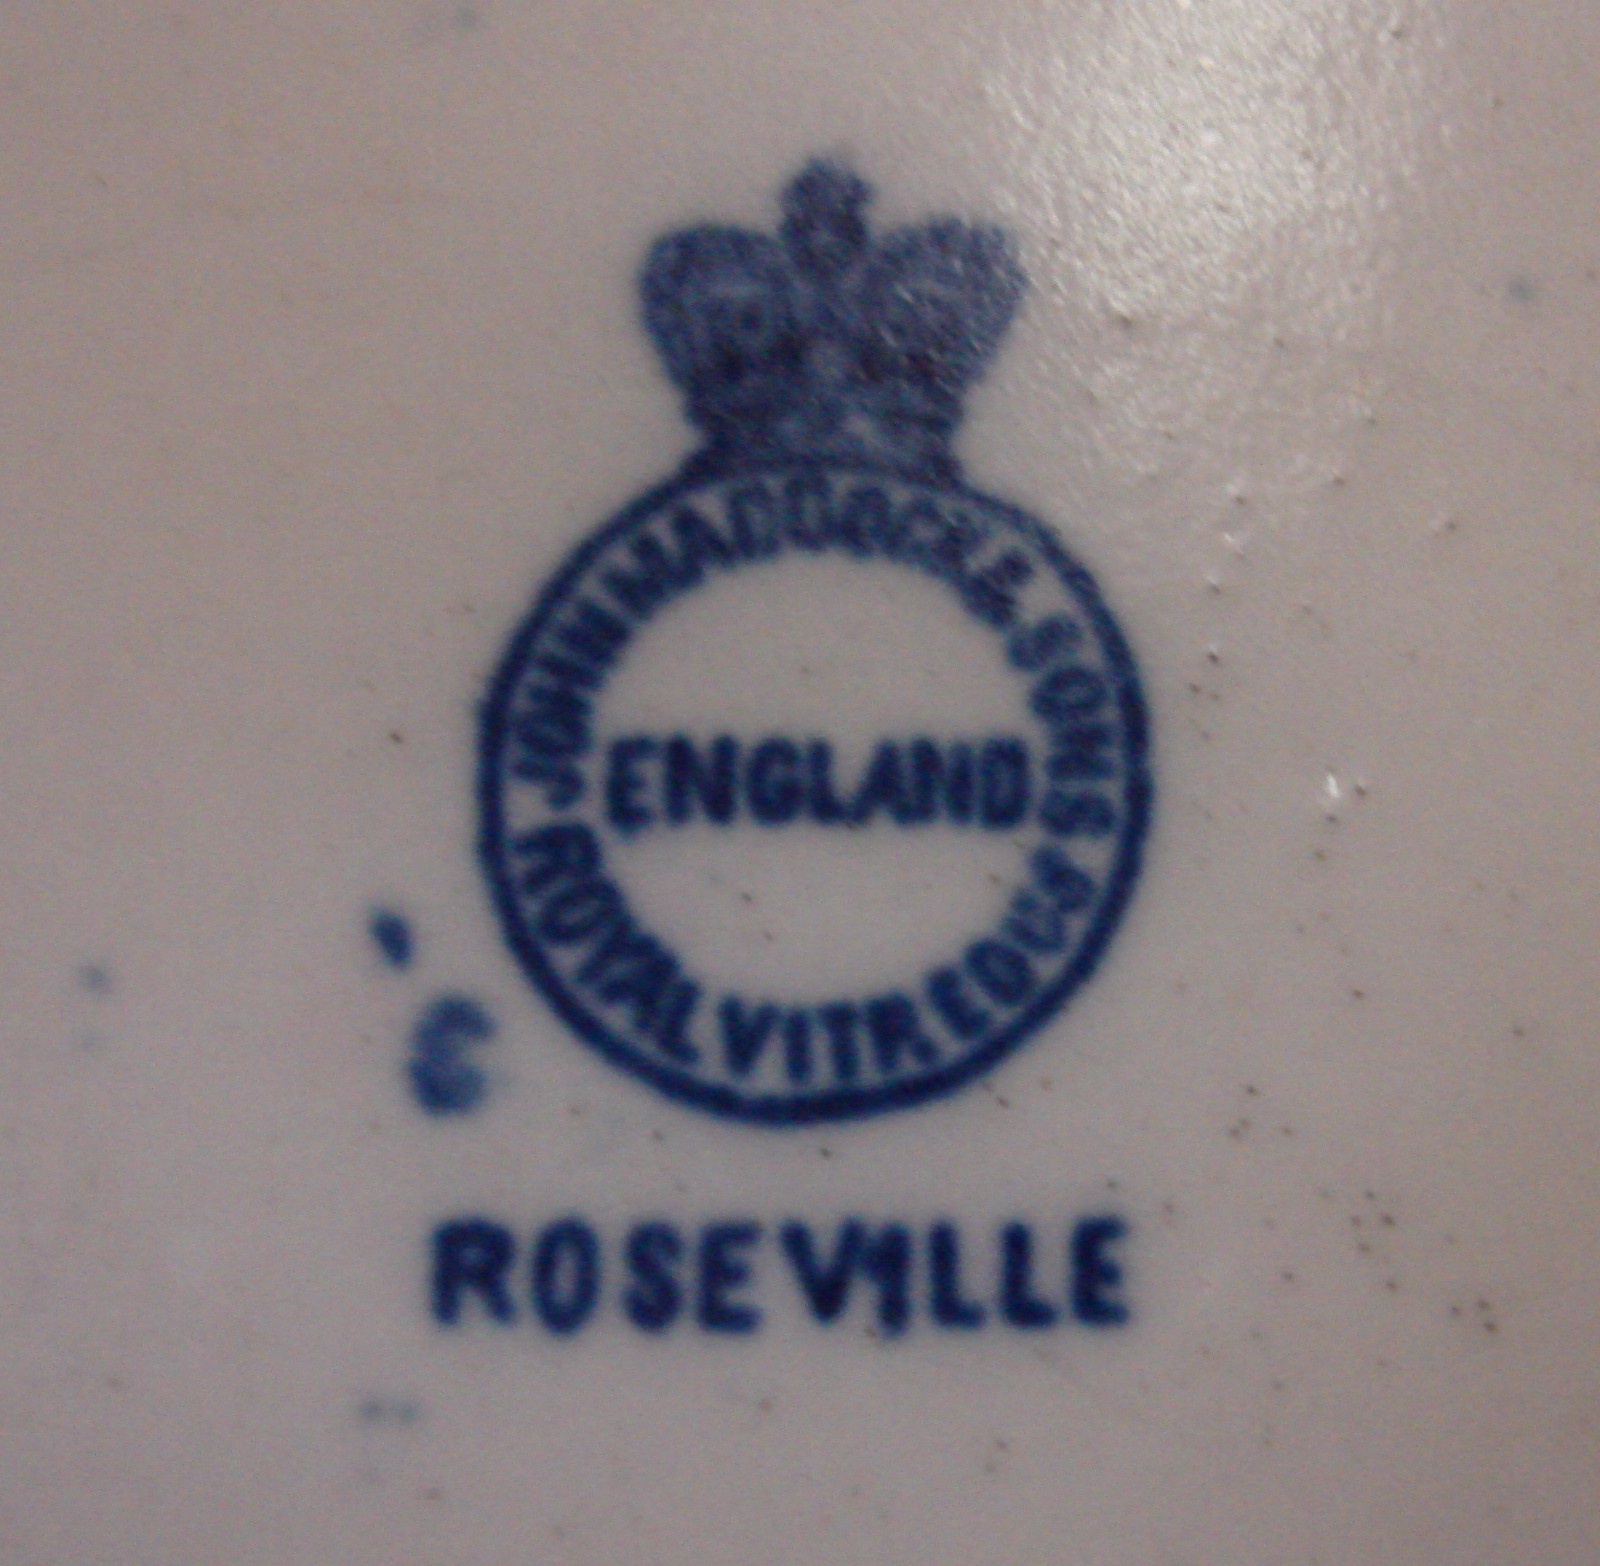 JOHN MADDOCK & SONS
ENGLAND
ROYAL VITREOUS
ROSEVILLE